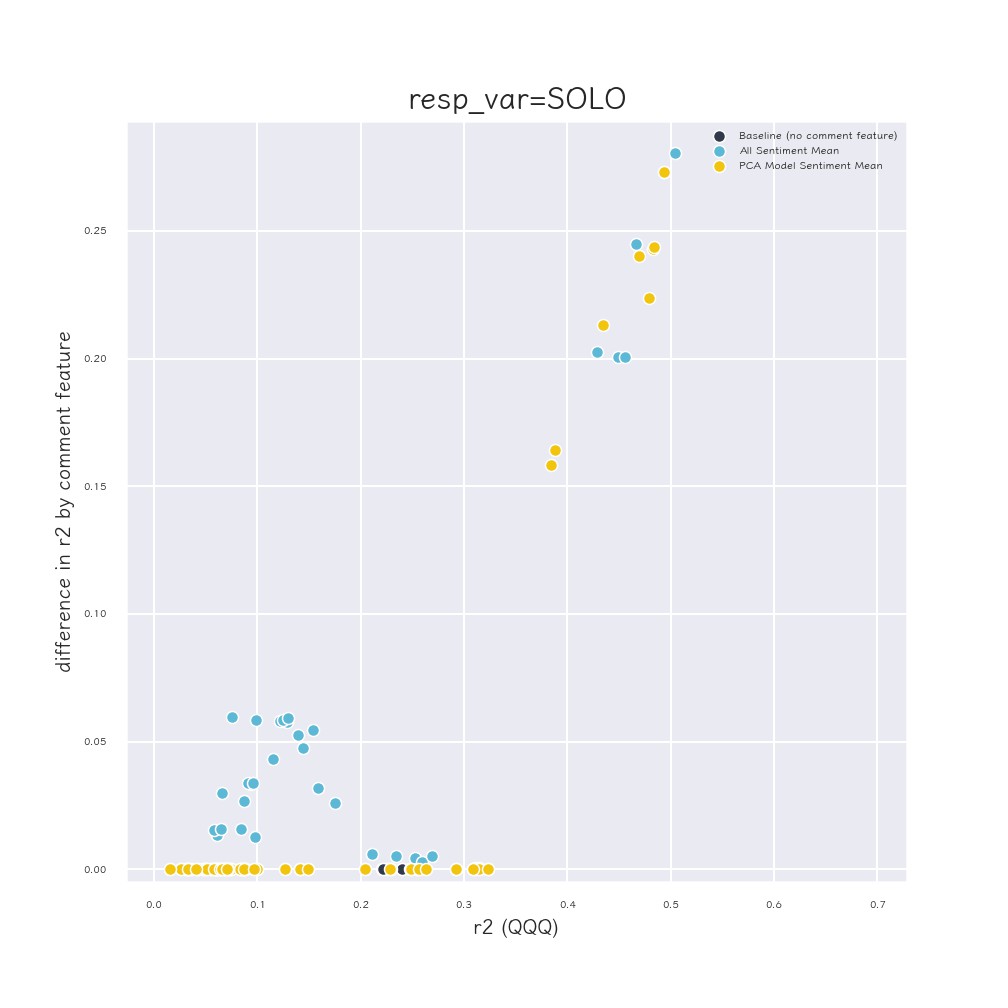 resp_var=SOLO
Baseline (no comment feature)
All Sentiment Mean
PCA Model Sentiment Mean
difference in r2 by comment feature
0.25
0.20
0.15
0.10
0.05
0.00
0.0 0.1 0.2 0.3 0.4 0.5 0.6 0.7
r2 (QQQ)